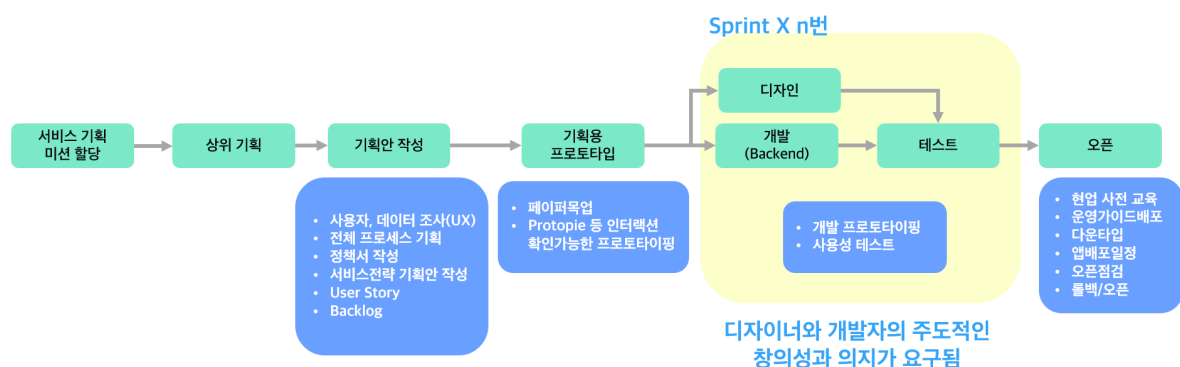 Sprint X n번
서비스 기획
미션 할당
상위 기획
기획안 작성
기획용
프로토타입
디자인
개발
(Backend)
테스트
오픈
• 사용자, 데이터 조사(UX)
• 전체 프로세스 기획
• 정책서 작성
• 서비스전략 기획안 작성
• User Story
• Backlog
• 페이퍼목업
• Protopie 등 인터랙션
확인가능한 프로토타이핑
• 개발 프로토타이핑
• 사용성 테스트
• 현업 사전 교육
• 운영가이드배포
• 다운타임
• 앱배포일정
• 오픈점검
• 롤백/오픈
디자이너와 개발자의 주도적인
창의성과 의지가 요구됨